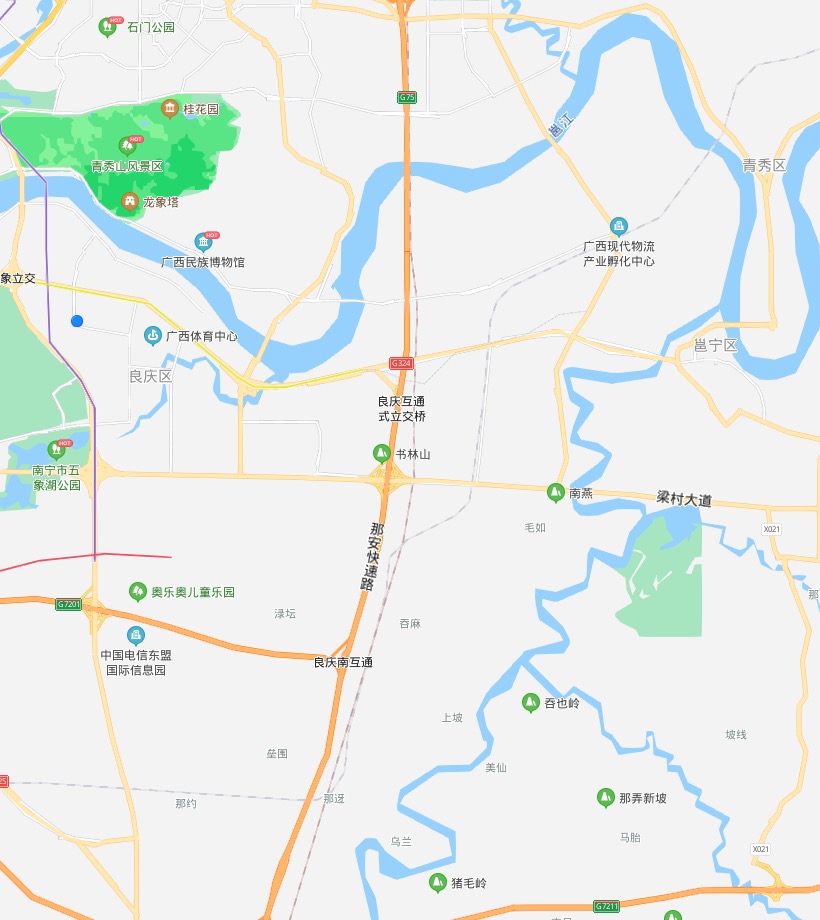 HOT
石门公园
G75
桂花园
邕江
HOT
青秀山风景区
青秀区
龙象塔
HOT
广西民族博物馆
广西现代物流
产业孵化中心
象立交
广西体育中心
邕宁区
G324
良庆区
良庆互通
式立交桥
HOT
书林山
南宁市五
象湖公园
南燕
梁村大道
毛如
X021
那安快速路
奥乐奥儿童乐园
那
G7201
渌坛
吞麻
中国电信东盟
国际信息园
良庆南互通
吞也岭
上坡
坡线
垒围
美仙
25
那约
那逻
那弄新坡
马胎
乌兰
X021
猪毛岭
G7211